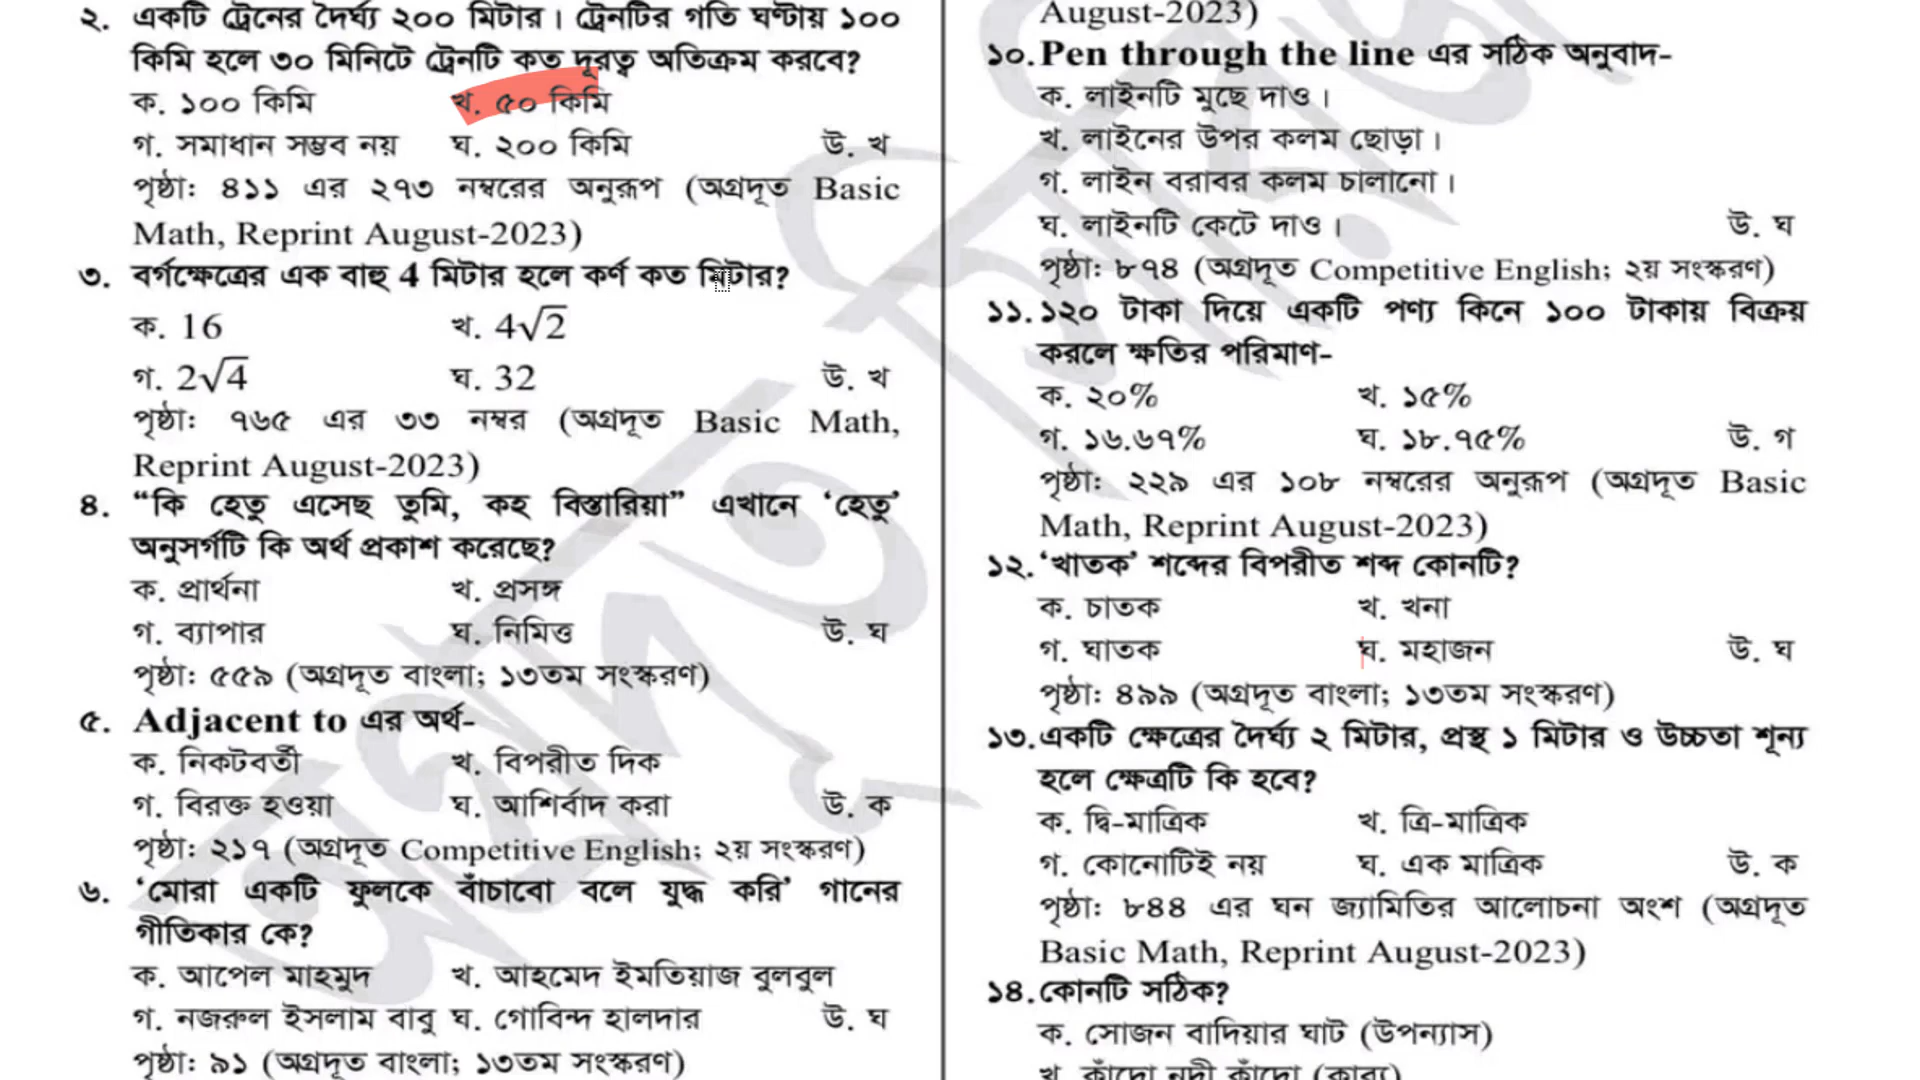 ২. একটি ট্রেনের দৈর্ঘ্য ২০০ মিটার। ট্রেনটির গতি ঘণ্টায় ১০০
কিমি হলে ৩০ মিনিটে ট্রেনটি কত দূরত্ব অতিক্রম করবে?
ক. ১০০ কিমি খ. ৫০ কিমি
গ. সমাধান সম্ভব নয় ঘ. ২০০ কিমি উ. খ
পৃষ্ঠা: ৪১১ এর ২৭৩ নম্বরের অনুরূপ (অগ্রদূত Basic
Math, Reprint August-2023)
৩. বর্গক্ষেত্রের এক বাহু 4 মিটার হলে কর্ণ কত মিটার?
ক. 16 খ. 4√2
গ. 2√4 ঘ. 32 উ. খ
পৃষ্ঠা: ৭৬৫ এর ৩৩ নম্বর (অগ্রদূত Basic Math,
Reprint August-2023)
৪. “কি হেতু এসেছ তুমি, কহ বিস্তারিয়া” এখানে ‘হেতু’
অনুসর্গটি কি অর্থ প্রকাশ করেছে?
ক. প্রার্থনা খ. প্রসঙ্গ
গ. ব্যাপার ঘ. নিমিত্ত উ. ঘ
পৃষ্ঠা: ৫৫৯ (অগ্রদূত বাংলা; ১৩তম সংস্করণ)
৫. Adjacent to এর অর্থ-
ক. নিকটবর্তী খ. বিপরীত দিক
গ. বিরক্ত হওয়া ঘ. আশির্বাদ করা উ. ক
পৃষ্ঠা: ২১৭ (অগ্রদূত Competitive English; ২য় সংস্করণ)
৬. ‘মোরা একটি ফুলকে বাঁচাবো বলে যুদ্ধ করি’ গানের
গীতিকার কে?
ক. আপেল মাহমুদ খ. আহমেদ ইমতিয়াজ বুলবুল
গ. নজরুল ইসলাম বাবু ঘ. গোবিন্দ হালদার উ. ঘ
পৃষ্ঠা: ৯১ (অগ্রদূত বাংলা; ১৩তম সংস্করণ)
August-2023)
১০. Pen through the line এর সঠিক অনুবাদ-
ক. লাইনটি মুছে দাও।
খ. লাইনের উপর কলম ছোড়া।
গ. লাইন বরাবর কলম চালানো।
ঘ. লাইনটি কেটে দাও। উ. ঘ
পৃষ্ঠা: ৮৭৪ (অগ্রদূত Competitive English; ২য় সংস্করণ)
১১. ১২০ টাকা দিয়ে একটি পণ্য কিনে ১০০ টাকায় বিক্রয়
করলে ক্ষতির পরিমাণ-
ক. ২০% খ. ১৫%
গ. ১৬.৬৭% ঘ. ১৮.৭৫% উ. গ
পৃষ্ঠা: ২২৯ এর ১০৮ নম্বরের অনুরূপ (অগ্রদূত Basic
Math, Reprint August-2023)
১২. ‘খাতক’ শব্দের বিপরীত শব্দ কোনটি?
ক. চাতক খ. খনা
গ. ঘাতক ঘ. মহাজন উ. ঘ
পৃষ্ঠা: ৪৯৯ (অগ্রদূত বাংলা; ১৩তম সংস্করণ)
১৩. একটি ক্ষেত্রের দৈর্ঘ্য ২ মিটার, প্রস্থ ১ মিটার ও উচ্চতা শূন্য
হলে ক্ষেত্রটি কি হবে?
ক. দ্বি-মাত্রিক খ. ত্রি-মাত্রিক
গ. কোনোটিই নয় ঘ. এক মাত্রিক উ. ক
পৃষ্ঠা: ৮৪৪ এর ঘন জ্যামিতির আলোচনা অংশ (অগ্রদূত
Basic Math, Reprint August-2023)
১৪. কোনটি সঠিক?
ক. সোজন বাদিয়ার ঘাট (উপন্যাস)
খ. কাঁদো নদী কাঁদো (কাব্য)